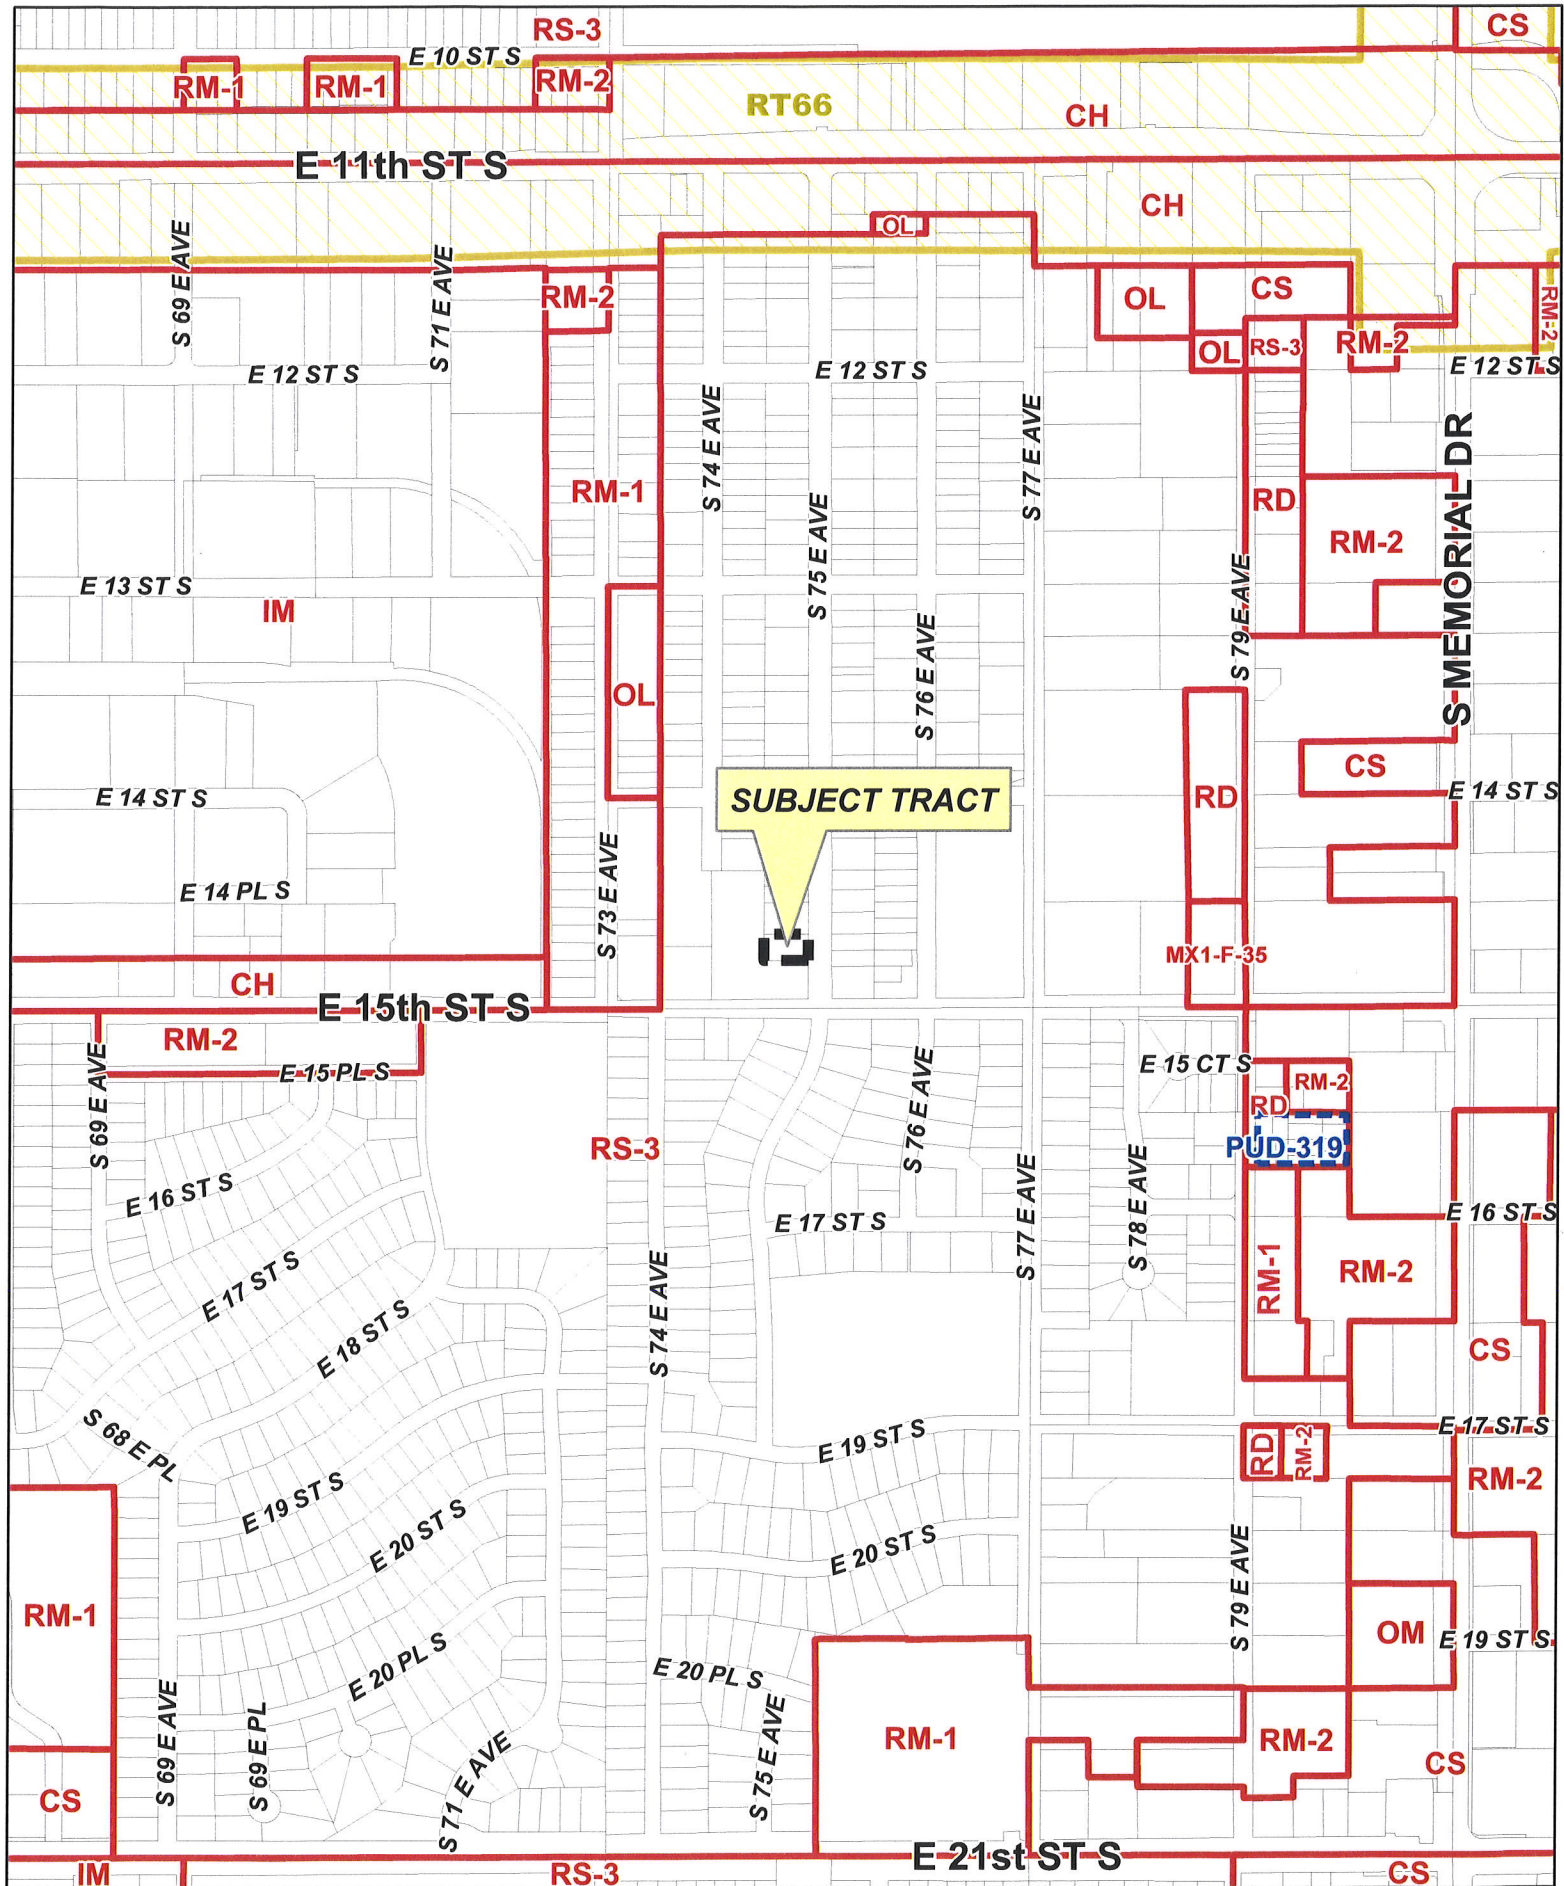 RS-3
CS
E 10 ST S
RM-1
RM-1
RM-2
RT66
CH
E 11th ST S
CH
OL
S 69 E AVE
S 71 E AVE
RM-2
OL
CS
RM-2
OL
RS-3
RM-2
E 12 ST S
E 12 ST S
E 12 ST S
S 74 E AVE
S 77 E AVE
RM-1
S 75 E AVE
RD
RM-2
S MEMORIAL DR
E 13 ST S
IM
S 79 E AVE
S 76 E AVE
OL
CS
SUBJECT TRACT
RD
E 14 ST S
E 14 ST S
E 14 PL S
S 73 E AVE
MX1-F-35
CH
E 15th ST S
RM-2
E 15 PL S
E 15 CT S
RM-2
RD
S 69 E AVE
S 76 E AVE
RS-3
PUD-319
E 16 ST S
E 16 ST S
S 77 E AVE
S 78 E AVE
E 17 ST S
RM-1
RM-2
E 17 ST S
E 18 ST S
S 74 E AVE
CS
S 68 E PL
E 19 ST S
E 17 ST S
RD
RM-2
RM-2
E 19 ST S
E 20 ST S
E 20 ST S
S 79 E AVE
RM-1
OM
E 19 ST S
E 20 PL S
E 20 PL S
S 69 E AVE
S 69 E PL
S 71 E AVE
S 75 E AVE
RM-1
RM-2
CS
CS
E 21st ST S
IM
RS-3
CS